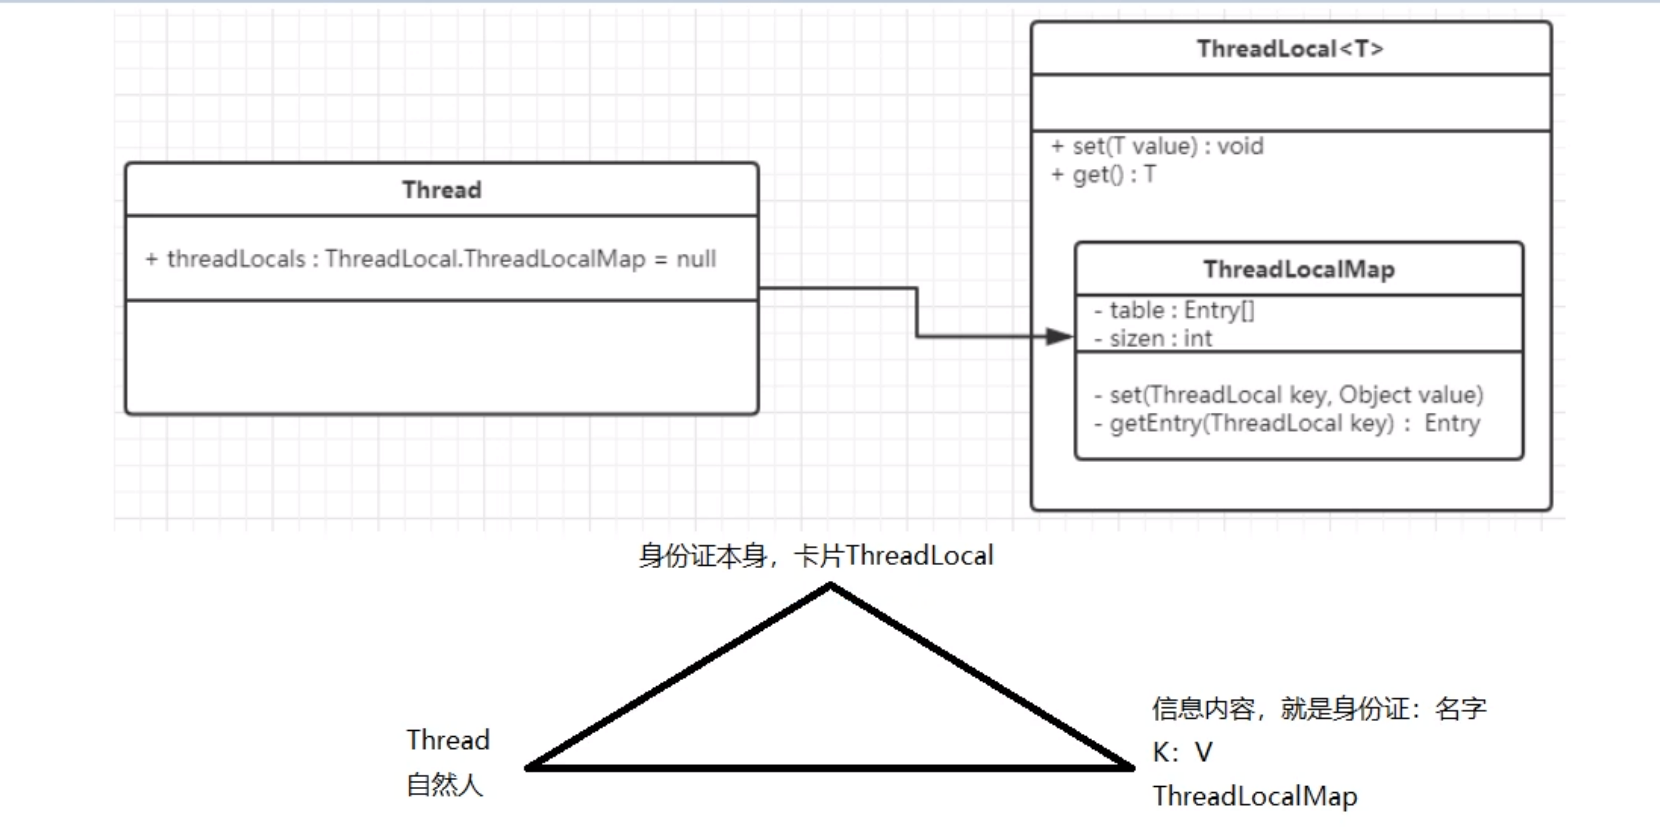 ThreadLocal<T>
+ set(T value) : void
+ get() : T
Thread
+ threadLocals : ThreadLocal.ThreadLocalMap = null
ThreadLocalMap
- table : Entry[]
- sizen : int
- set(ThreadLocal key, Object value)
- getEntry(ThreadLocal key) : Entry
身份证本身，卡片ThreadLocal
Thread
自然人
信息内容，就是身份证：名字
K：V
ThreadLocalMap